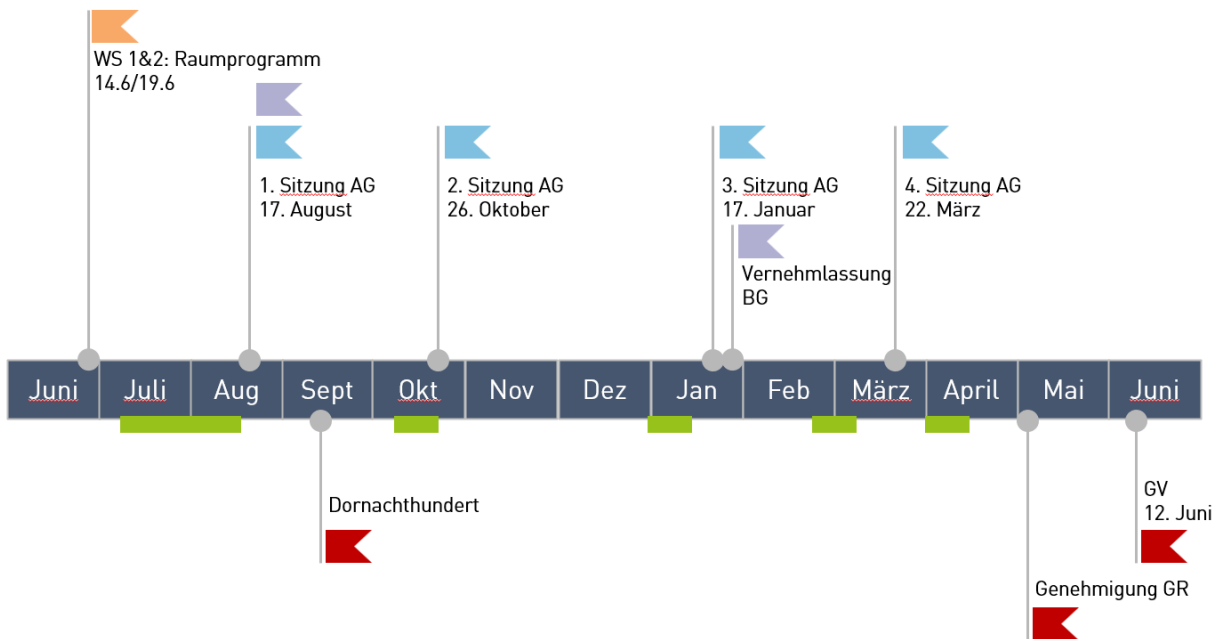 WS 1&2: Raumprogramm
14.6/19.6
1. Sitzung AG
17. August
2. Sitzung AG
26. Oktober
3. Sitzung AG
17. Januar
4. Sitzung AG
22. März
Vernehmlassung
BG
Juni Juli Aug Sept Okt Nov Dez Jan Feb März April Mai Juni
Dornachthundert
GV
12. Juni
Genehmigung GR